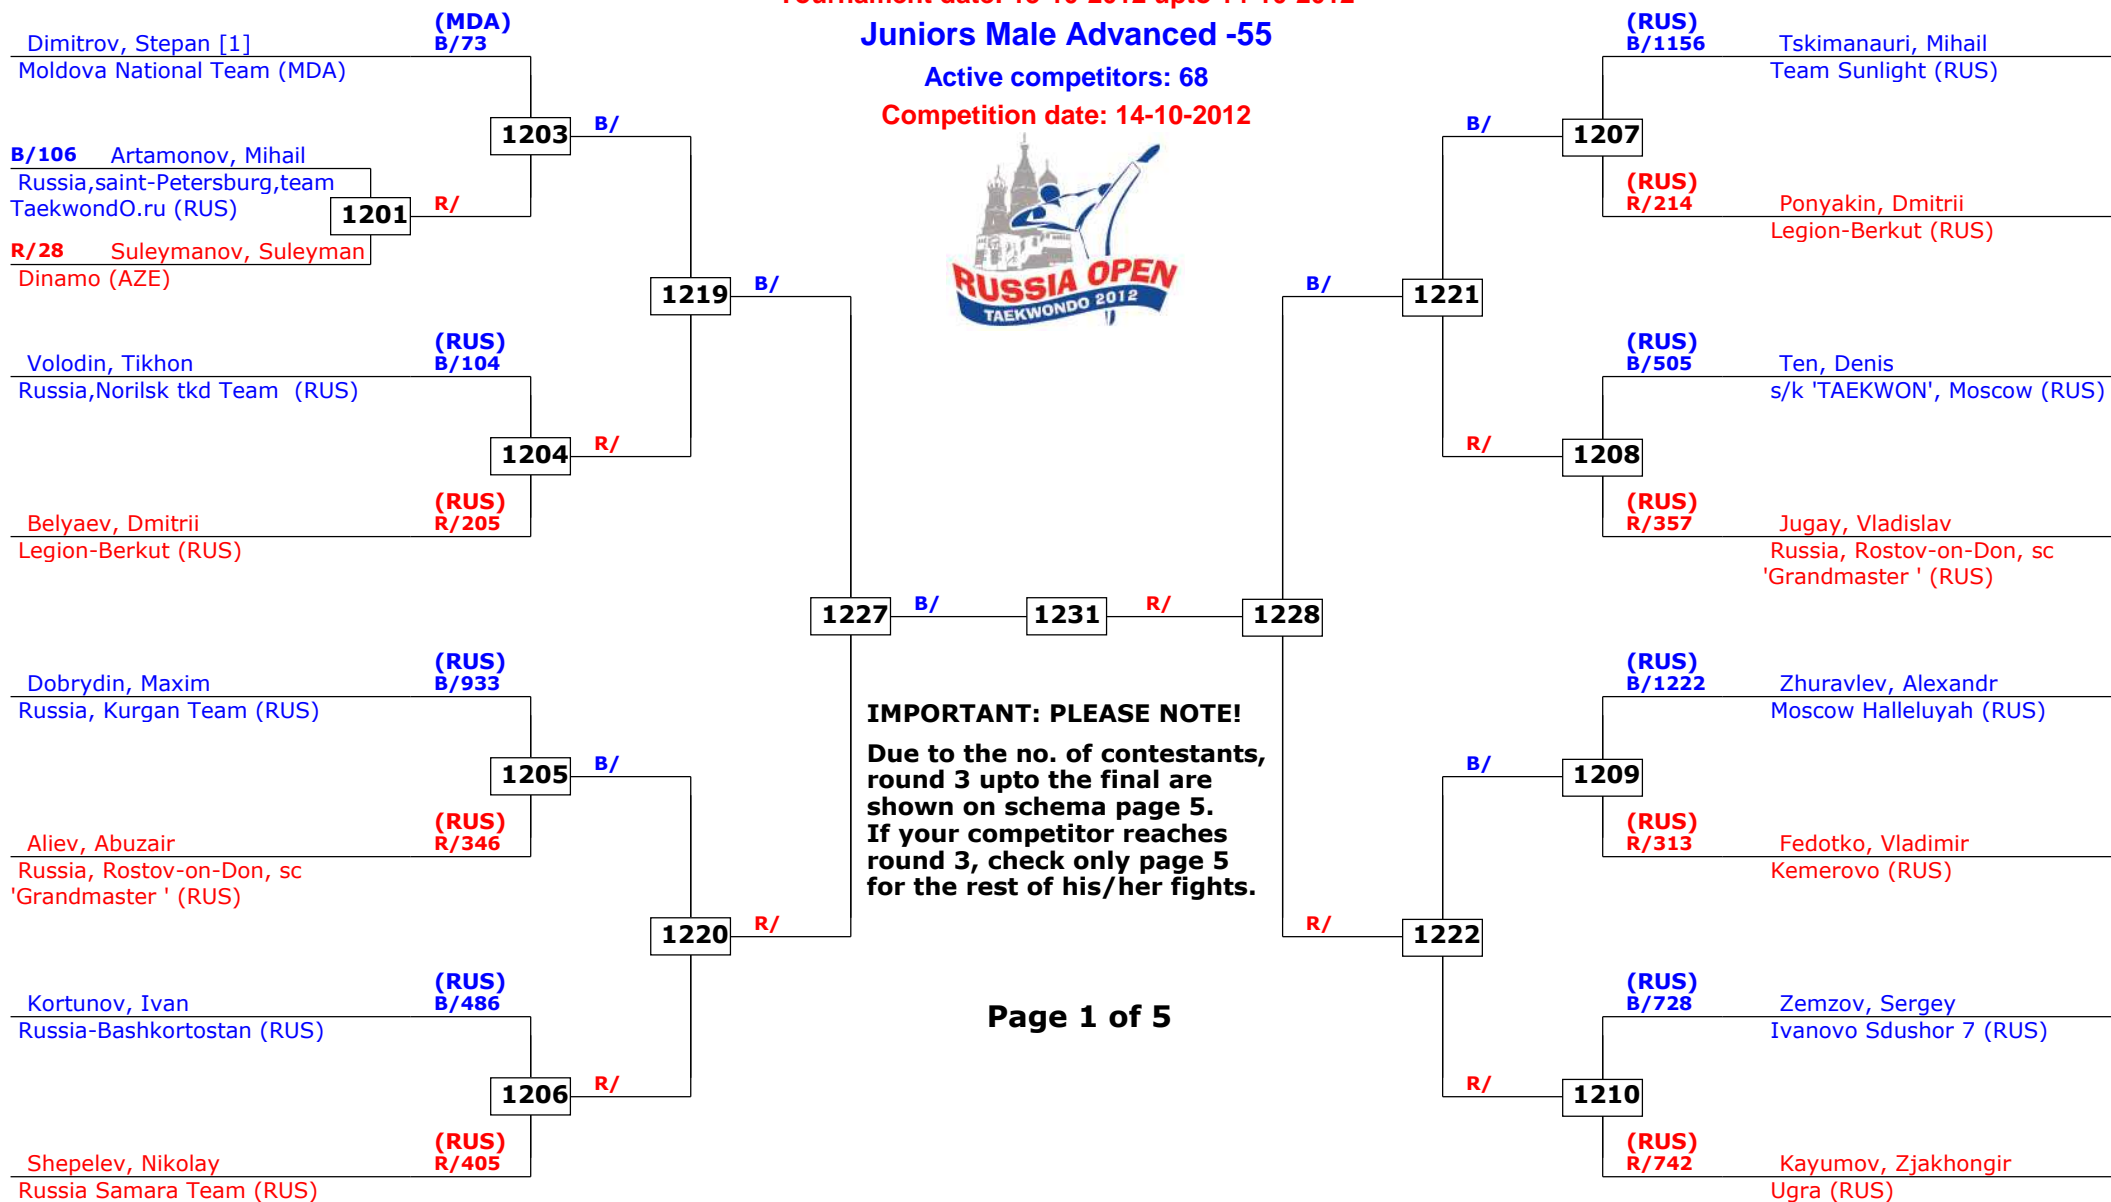 Tournament date: 13-10-2012 upto 14-10-2012
Juniors Male Advanced -55
Active competitors: 68
Competition date: 14-10-2012
RUSSIA OPEN
TAEKWONDO 2012
(MDA)
Dimitrov, Stepan [1] B/73
Moldova National Team (MDA)
1203 B/
B/106 Artamonov, Mihail
Russia,saint-Petersburg,team
TaekwondO.ru (RUS)
1201 R/
R/28 Suleymanov, Suleyman
Dinamo (AZE)
1219 B/
(RUS)
Volodin, Tikhon B/104
Russia,Norilsk tkd Team (RUS)
1204 R/
(RUS)
Belyaev, Dmitrii R/205
Legion-Berkut (RUS)
1227 B/ 1231 R/ 1228
(RUS)
Dobrydin, Maxim B/933
Russia, Kurgan Team (RUS)
1205 B/
(RUS)
Aliev, Abuzair R/346
Russia, Rostov-on-Don, sc
'Grandmaster ' (RUS)
1220 R/
(RUS)
Kortunov, Ivan B/486
Russia-Bashkortostan (RUS)
1206 R/
(RUS)
Shepelev, Nikolay R/405
Russia Samara Team (RUS)
IMPORTANT: PLEASE NOTE!
Due to the no. of contestants,
round 3 upto the final are
shown on schema page 5.
If your competitor reaches
round 3, check only page 5
for the rest of his/her fights.
Page 1 of 5
(RUS)
B/1156 Tskimanauri, Mihail
Team Sunlight (RUS)
B/ 1207
(RUS)
R/214 Ponyakin, Dmitrii
Legion-Berkut (RUS)
B/ 1221
(RUS)
B/505 Ten, Denis
s/k 'TAEKWON', Moscow (RUS)
R/ 1208
(RUS)
R/357 Jugay, Vladislav
Russia, Rostov-on-Don, sc
'Grandmaster ' (RUS)
(RUS)
B/1222 Zhuravlev, Alexandr
Moscow Halleluyah (RUS)
B/ 1209
(RUS)
R/313 Fedotko, Vladimir
Kemerovo (RUS)
R/ 1222
(RUS)
B/728 Zemzov, Sergey
Ivanovo Sdushor 7 (RUS)
R/ 1210
(RUS)
R/742 Kayumov, Zjakhongir
Ugra (RUS)